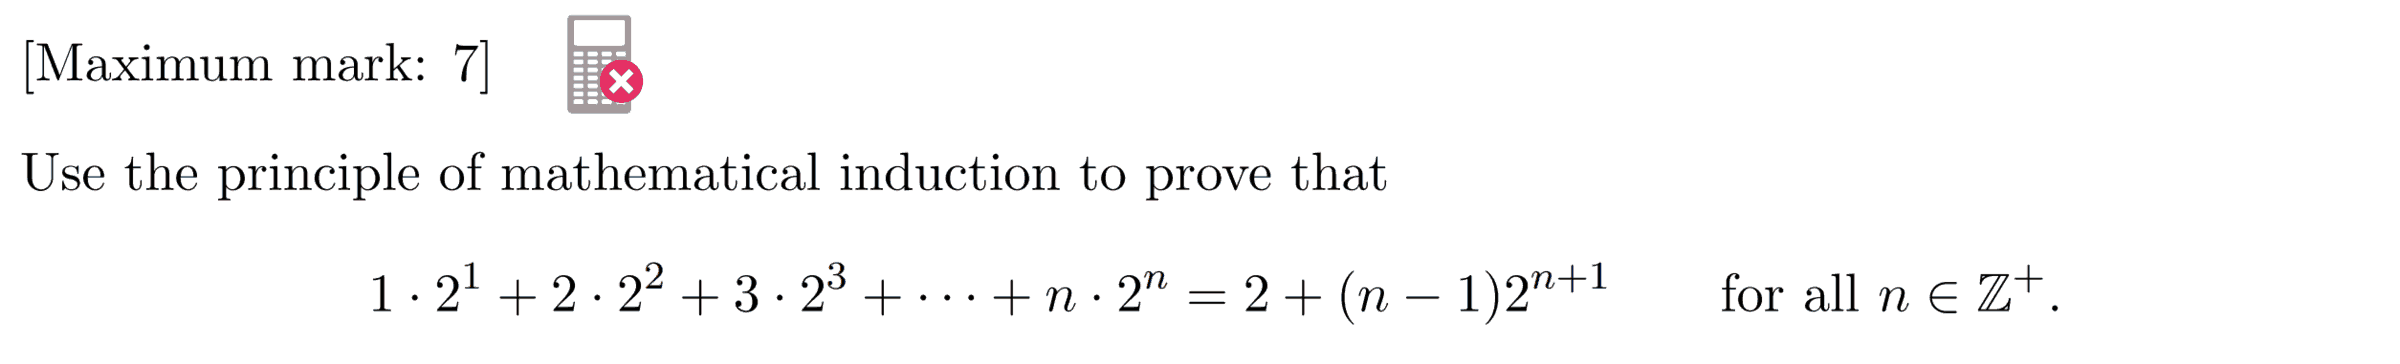 [Maximum mark: 7]
Use the principle of mathematical induction to prove that
1 · 2¹ + 2 · 2² + 3 · 2³ + · · · + n · 2ⁿ = 2 + (n − 1)2ⁿ⁺¹ for all n ∈ ℤ⁺.